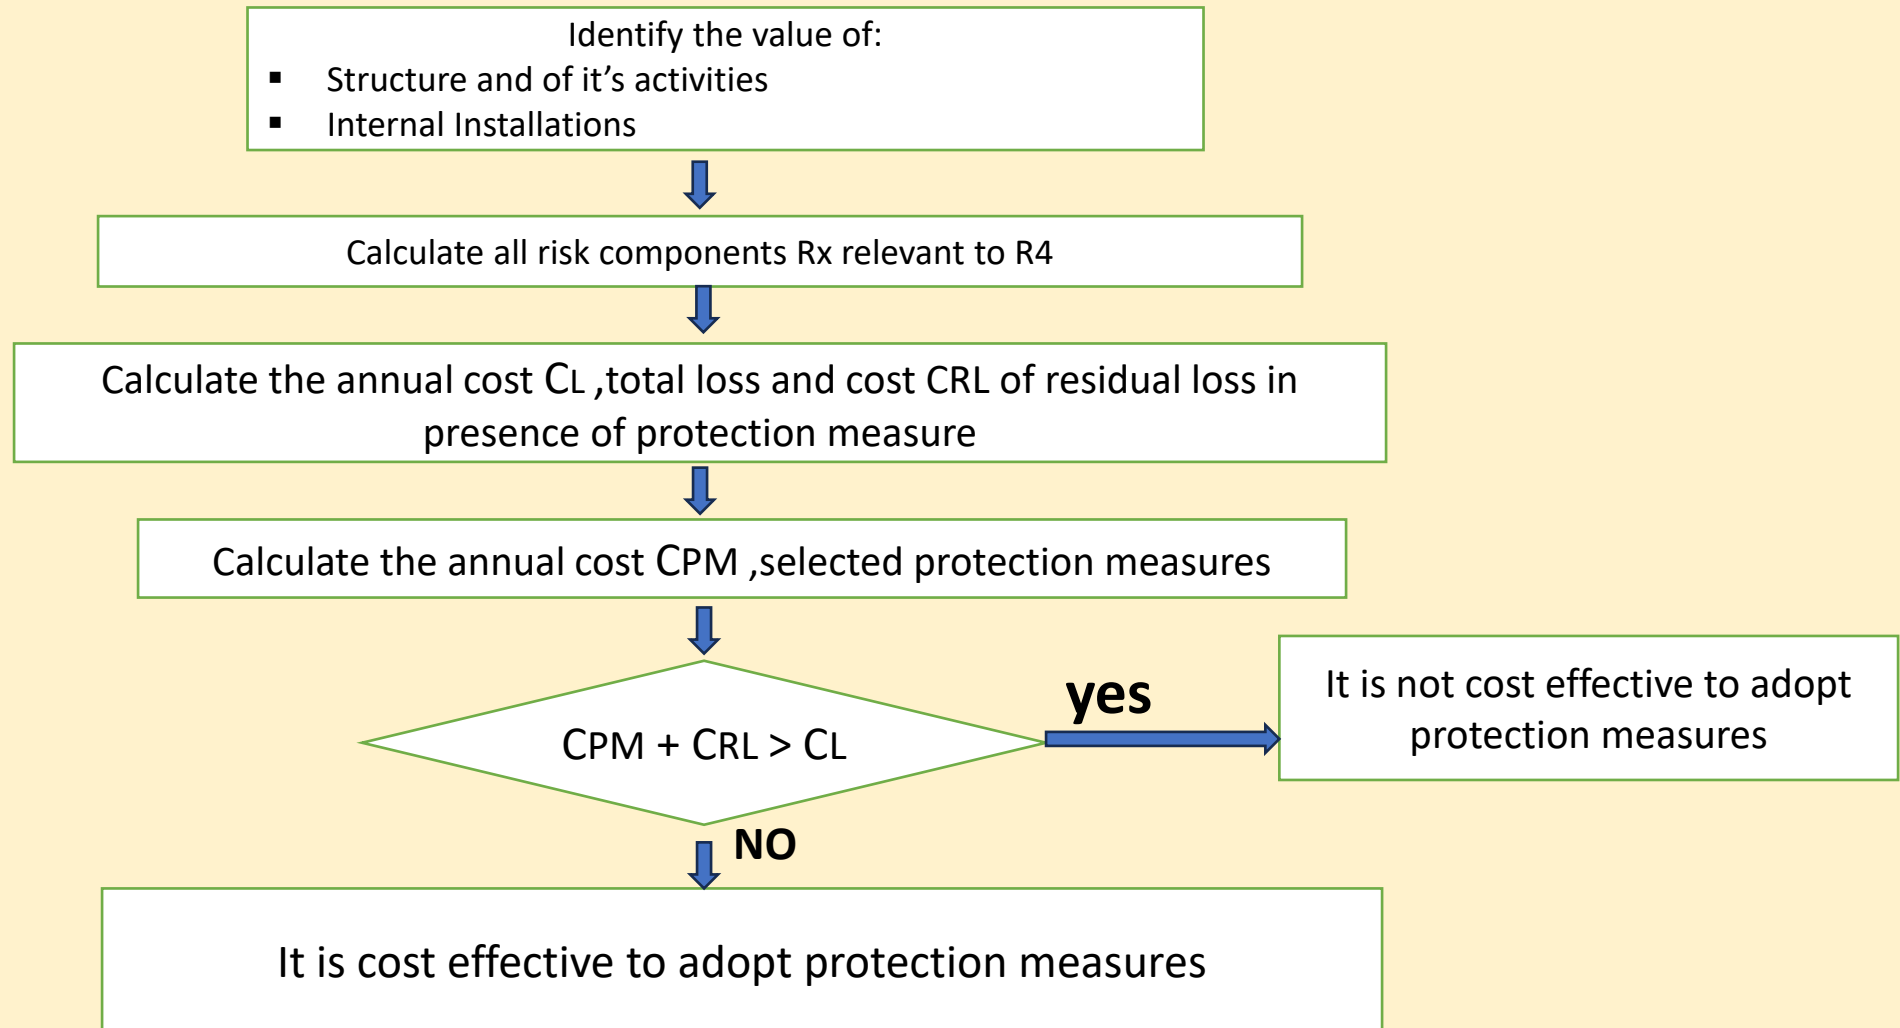 Identify the value of:
▪ Structure and of it’s activities
▪ Internal Installations
Calculate all risk components Rx relevant to R4
Calculate the annual cost CL ,total loss and cost CRL of residual loss in
presence of protection measure
Calculate the annual cost CPM ,selected protection measures
CPM + CRL > CL
yes
It is not cost effective to adopt
protection measures
NO
It is cost effective to adopt protection measures